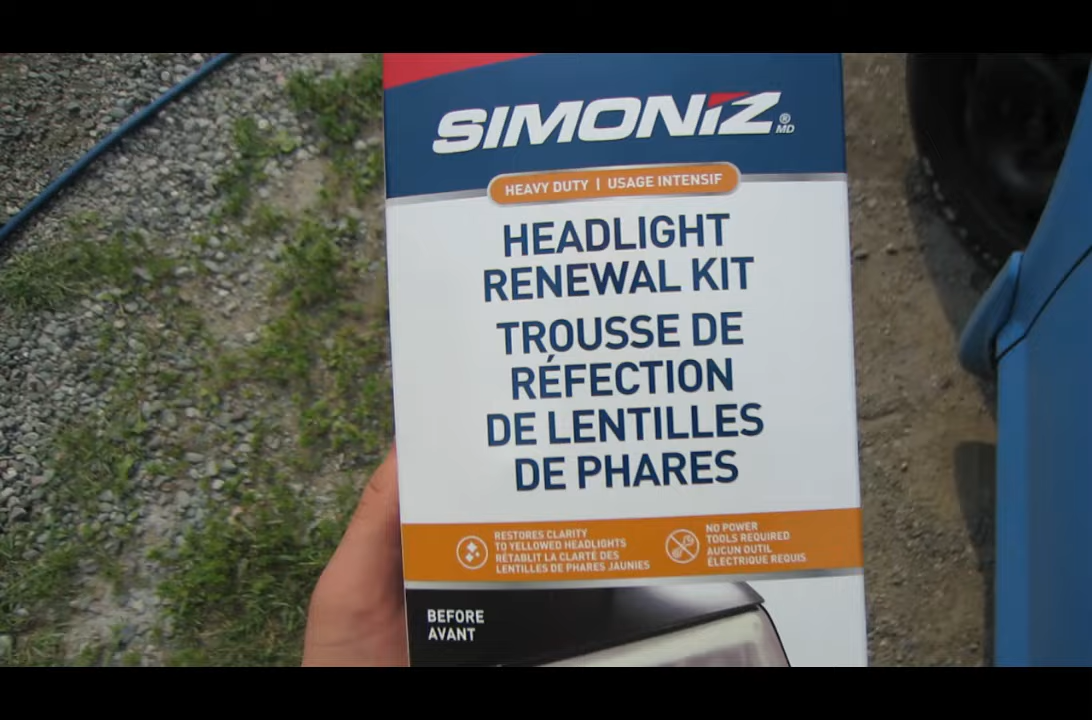 SIMONIZ® MD
HEAVY DUTY | USAGE INTENSIF
HEADLIGHT
RENEWAL KIT
TROUSSE DE
RÉFECTION
DE LENTILLES
DE PHARES
RESTORES CLARITY
TO YELLOWED HEADLIGHTS
RÉTABLIT LA CLARTÉ DES
LENTILLES DE PHARES JAUNIES
NO POWER
TOOLS REQUIRED
AUCUN OUTIL
ÉLECTRIQUE REQUIS
BEFORE
AVANT